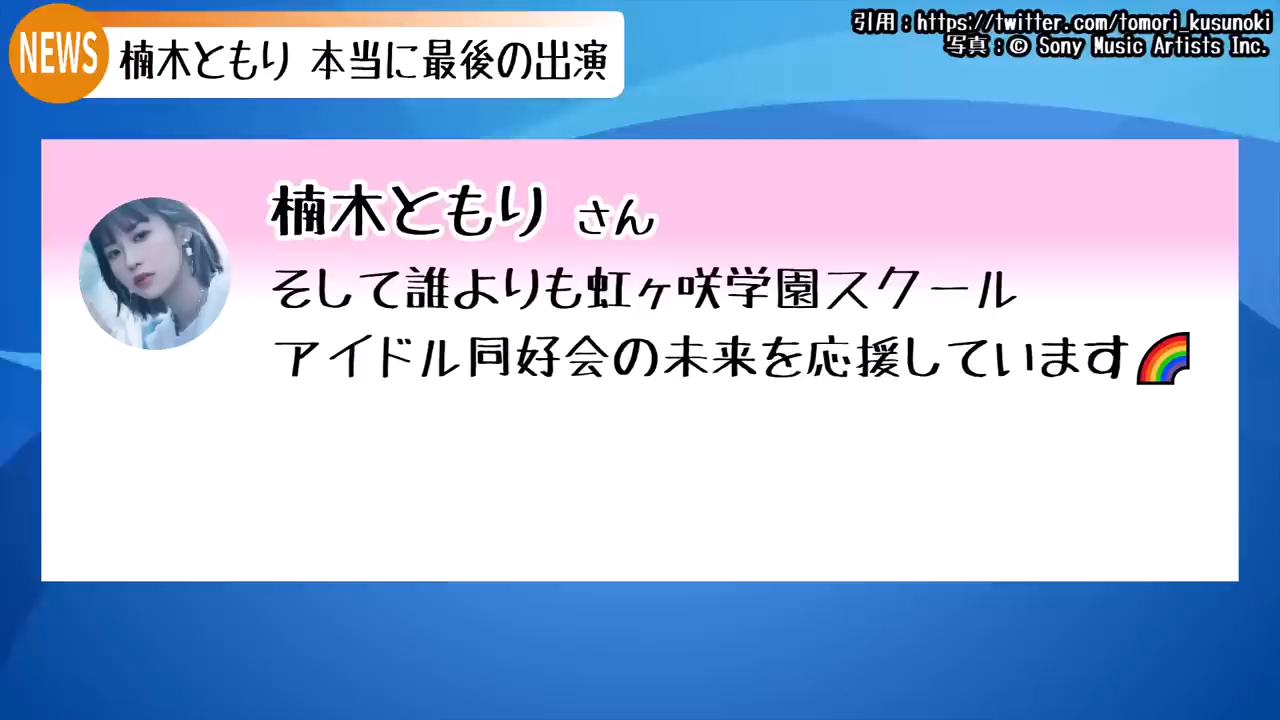 NEWS 楠木ともり 本当に最後の出演
引用：https://twitter.com/tomori_kusunoki
写真：© Sony Music Artists Inc.
楠木ともり さん
そして誰よりも虹ヶ咲学園スクール
アイドル同好会の未来を応援しています🌈